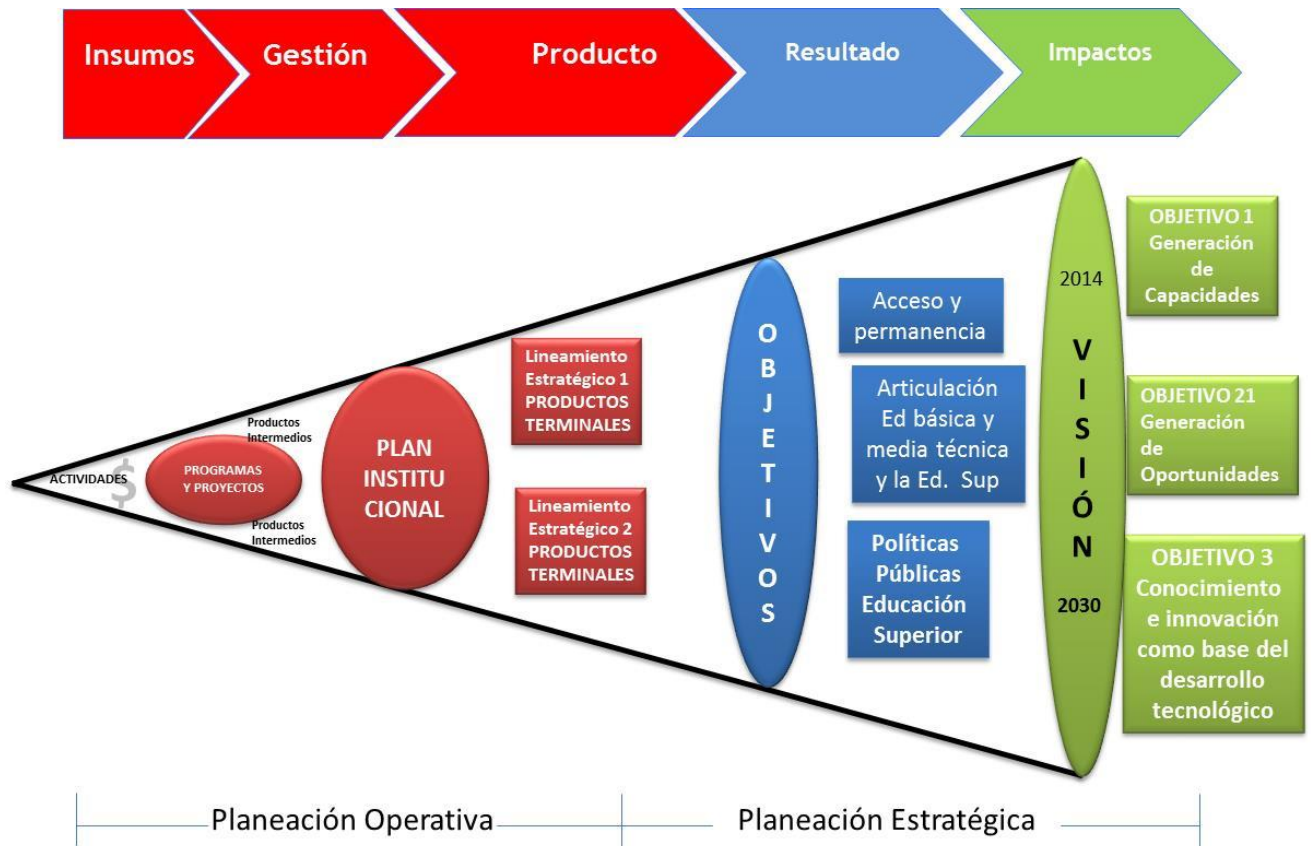 Insumos
Gestión
Producto
Resultado
Impactos
ACTIVIDADES
$
Productos
Intermedios
PROGRAMAS
Y PROYECTOS
Productos
Intermedios
PLAN
INSTITU
CIONAL
Lineamiento
Estratégico 1
PRODUCTOS
TERMINALES
Lineamiento
Estratégico 2
PRODUCTOS
TERMINALES
OBJETIVOS
Acceso y
permanencia
Articulación
Ed básica y
media técnica
y la Ed. Sup
Políticas
Públicas
Educación
Superior
2014
VISIÓN
2030
OBJETIVO 1
Generación
de
Capacidades
OBJETIVO 21
Generación
de
Oportunidades
OBJETIVO 3
Conocimiento
e innovación
como base del
desarrollo
tecnológico
Planeación Operativa
Planeación Estratégica